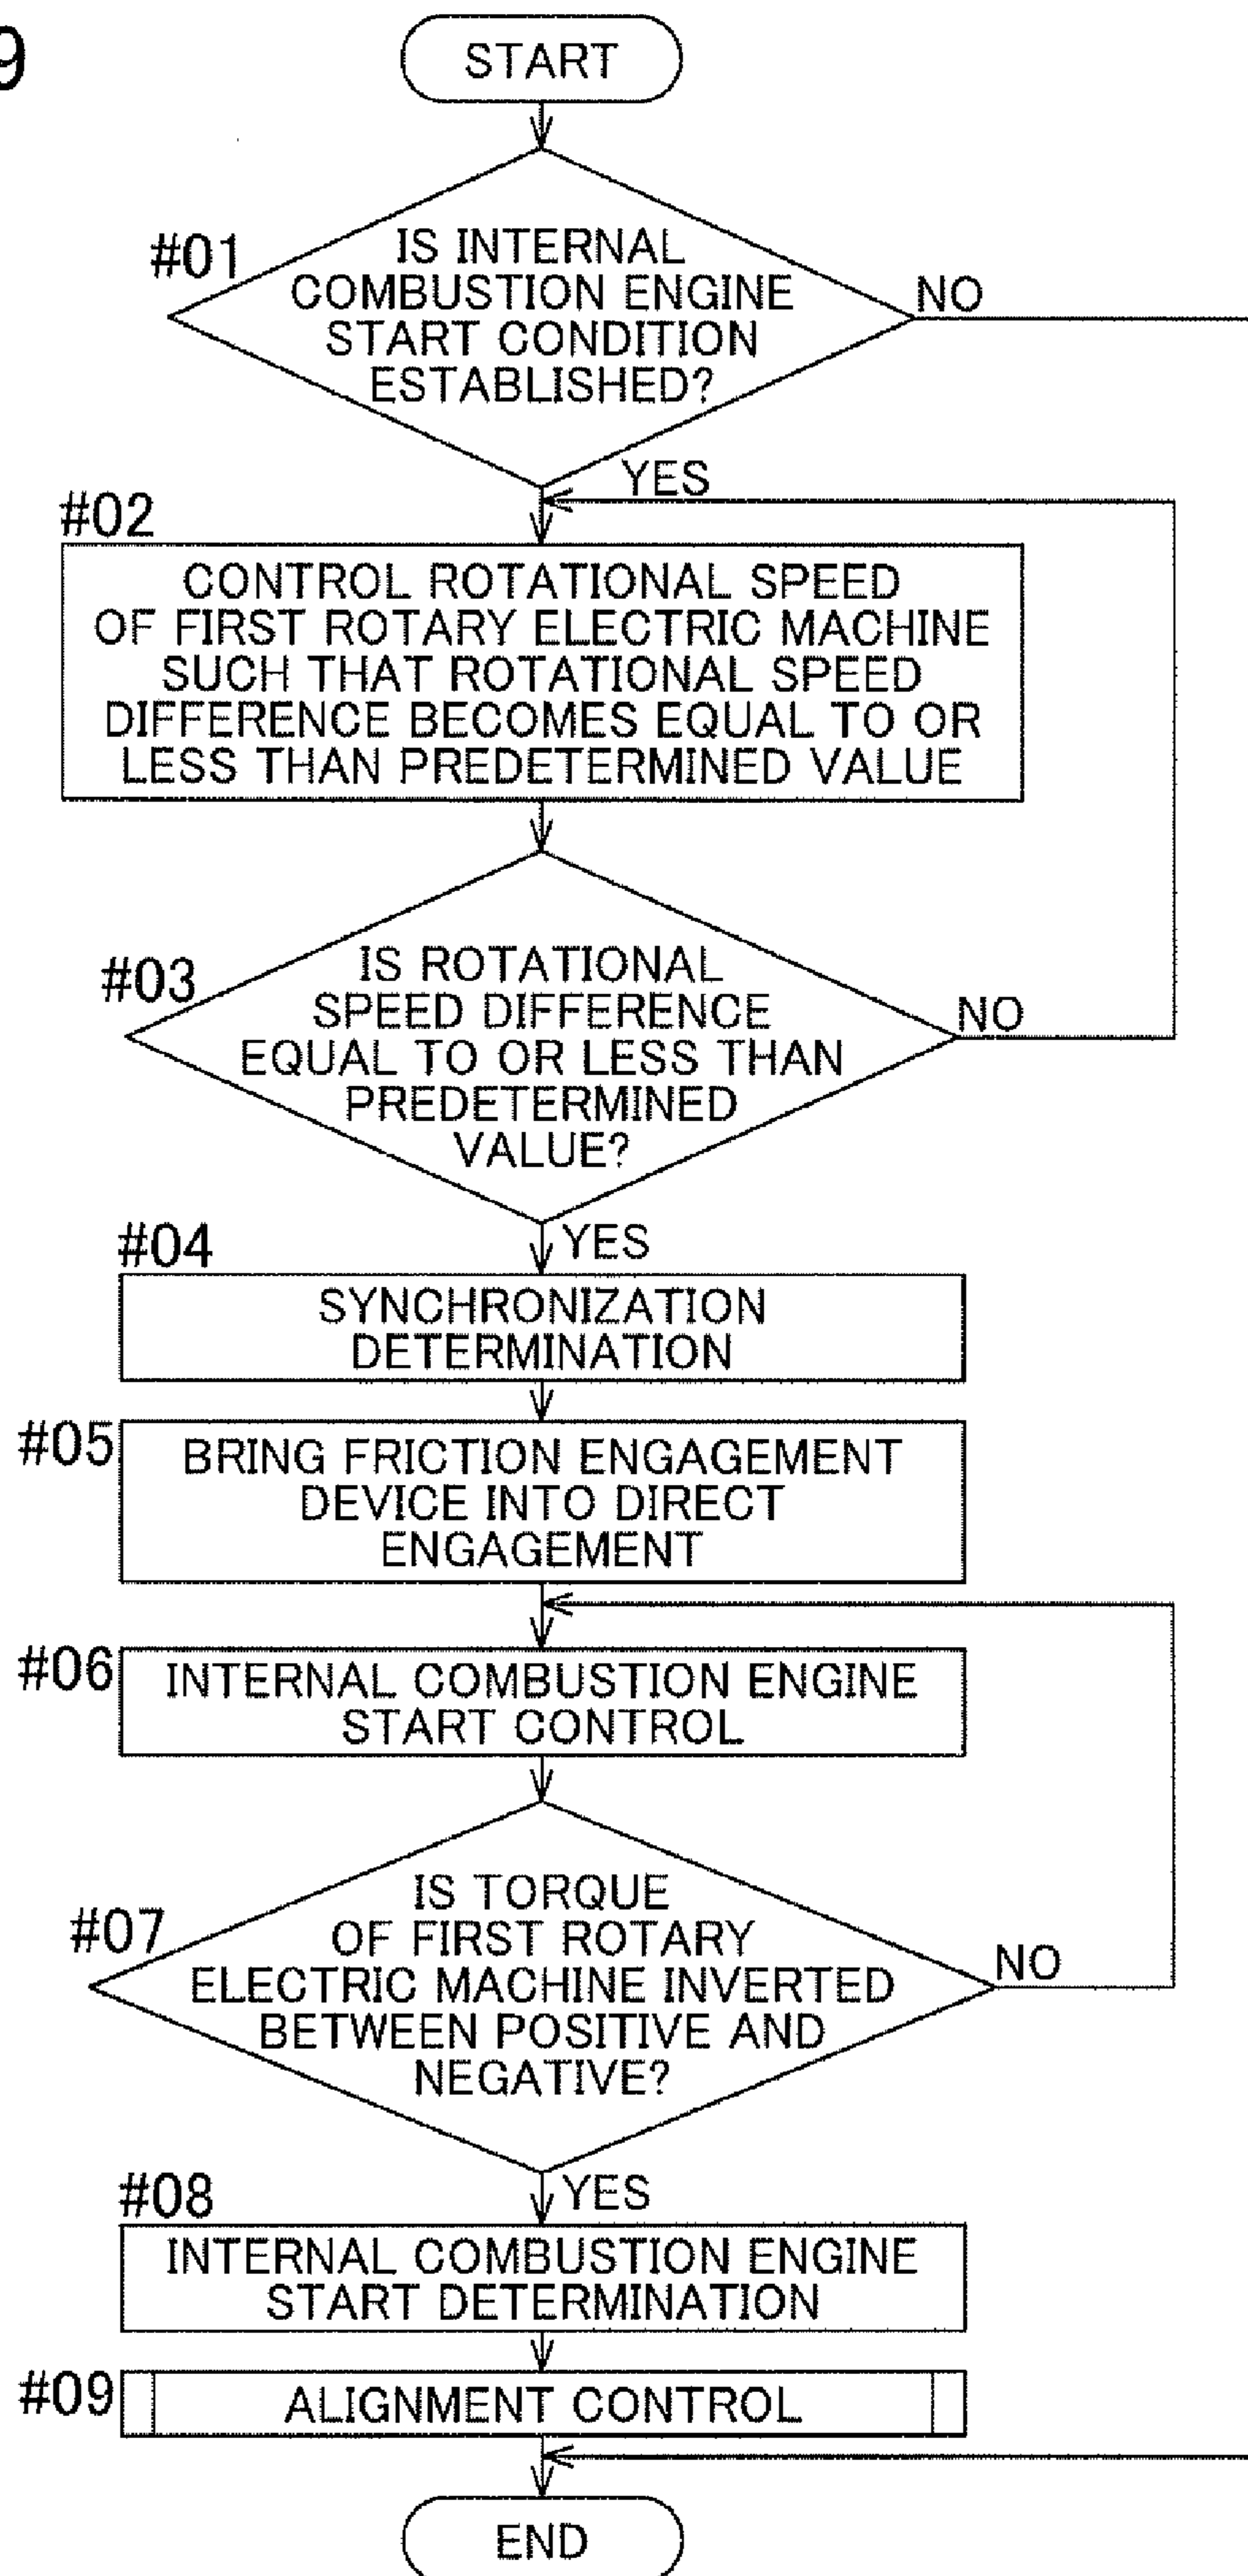 9
START
#01
IS INTERNAL
COMBUSTION ENGINE
START CONDITION
ESTABLISHED?
NO
YES
#02
CONTROL ROTATIONAL SPEED
OF FIRST ROTARY ELECTRIC MACHINE
SUCH THAT ROTATIONAL SPEED
DIFFERENCE BECOMES EQUAL TO OR
LESS THAN PREDETERMINED VALUE
#03
IS ROTATIONAL
SPEED DIFFERENCE
EQUAL TO OR LESS THAN
PREDETERMINED
VALUE?
NO
YES
#04
SYNCHRONIZATION
DETERMINATION
#05
BRING FRICTION ENGAGEMENT
DEVICE INTO DIRECT
ENGAGEMENT
#06
INTERNAL COMBUSTION ENGINE
START CONTROL
#07
IS TORQUE
OF FIRST ROTARY
ELECTRIC MACHINE INVERTED
BETWEEN POSITIVE AND
NEGATIVE?
NO
YES
#08
INTERNAL COMBUSTION ENGINE
START DETERMINATION
#09
ALIGNMENT CONTROL
END